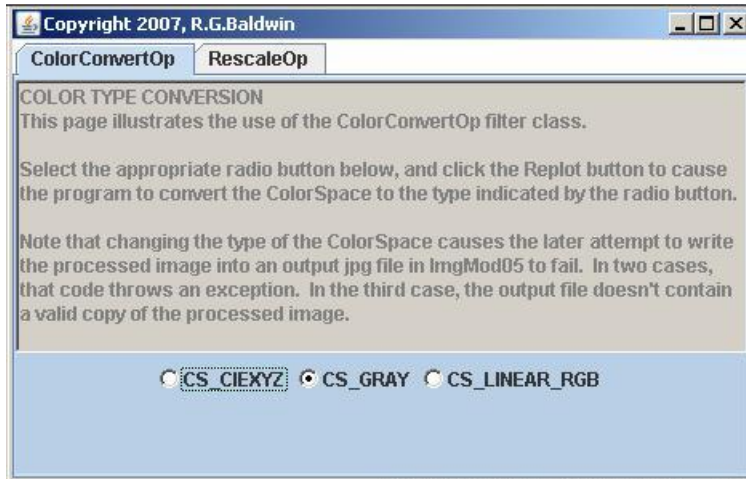 Copyright 2007, R.G.Baldwin
ColorConvertOp RescaleOp
COLOR TYPE CONVERSION
This page illustrates the use of the ColorConvertOp filter class.
Select the appropriate radio button below, and click the Replot button to cause
the program to convert the ColorSpace to the type indicated by the radio button.
Note that changing the type of the ColorSpace causes the later attempt to write
the processed image into an output jpg file in ImgMod05 to fail. In two cases,
that code throws an exception. In the third case, the output file doesn't contain
a valid copy of the processed image.
CS_CIEXYZ CS_GRAY CS_LINEAR_RGB